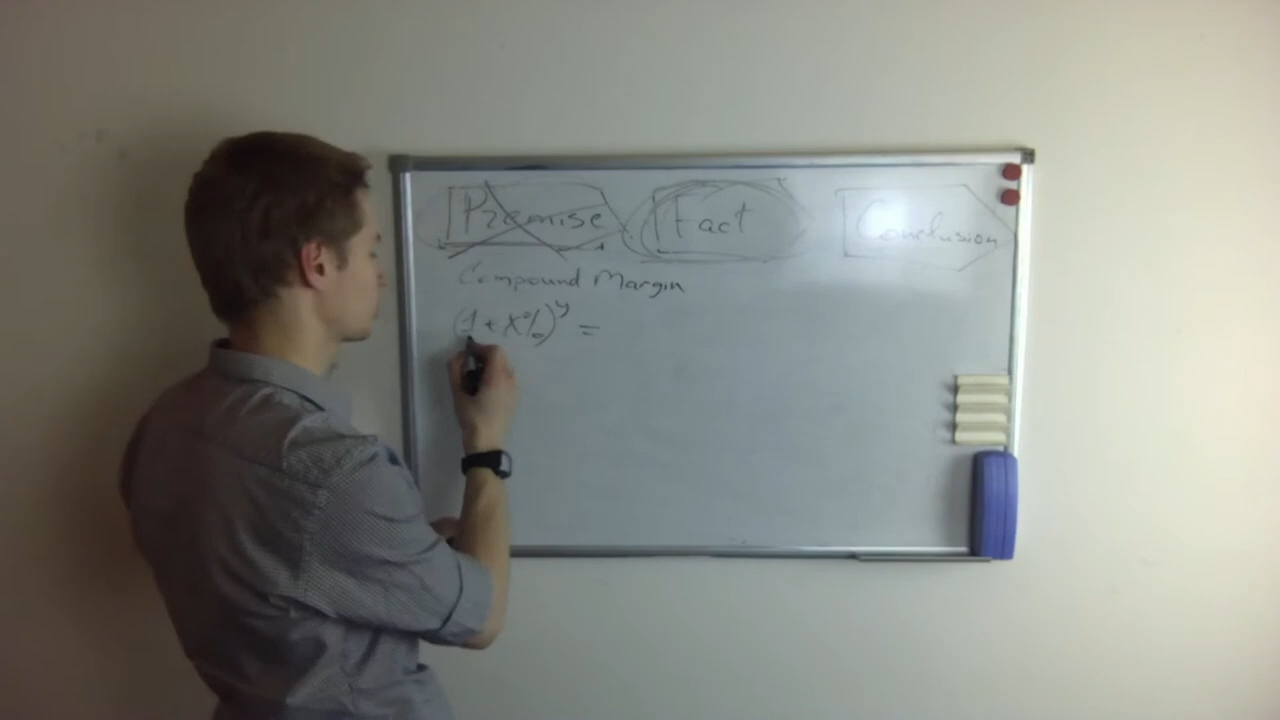 Premise Fact Conclusion
Compound Margin
(1 + X%)^y =